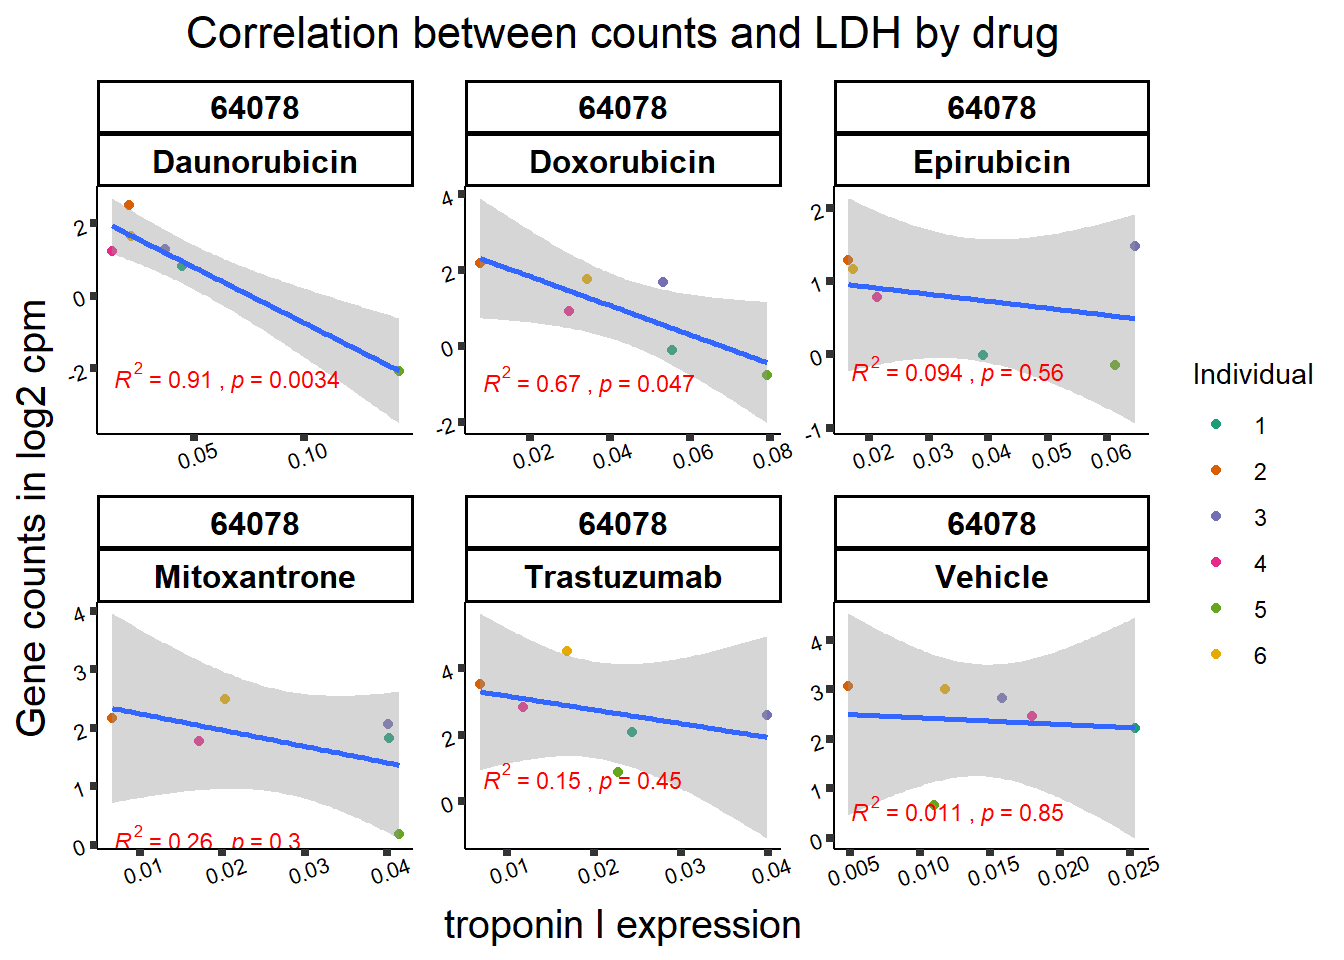 Correlation between counts and LDH by drug
64078 64078 64078
Daunorubicin Doxorubicin Epirubicin
2
0
-2
R2 = 0.91 , p = 0.0034
0.05 0.10
4
2
0
-2
R2 = 0.67 , p = 0.047
0.02 0.04 0.06 0.08
2
1
0
-1
R2 = 0.094 , p = 0.56
0.02 0.03 0.04 0.05 0.06
64078 64078 64078
Mitoxantrone Trastuzumab Vehicle
4
3
2
1
0
R2 = 0.26 , p = 0.3
0.01 0.02 0.03 0.04
4
2
0
R2 = 0.15 , p = 0.45
0.01 0.02 0.03 0.04
4
3
2
1
0
R2 = 0.011 , p = 0.85
0.005 0.010 0.015 0.020 0.025
Gene counts in log2 cpm
troponin I expression
Individual
1
2
3
4
5
6